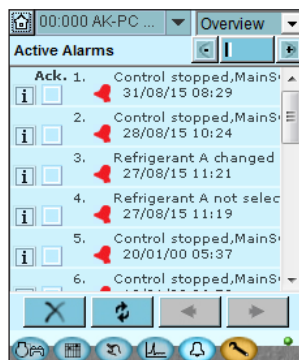 00:000 AK-PC ... Overview
Active Alarms
Ack. 1. Control stopped,MainS
31/08/15 08:29
2. Control stopped,MainS
28/08/15 10:24
3. Refrigerant A changed
27/08/15 11:21
4. Refrigerant A not selec
27/08/15 11:19
5. Control stopped,MainS
20/01/00 05:37
6. Control stopped,MainS